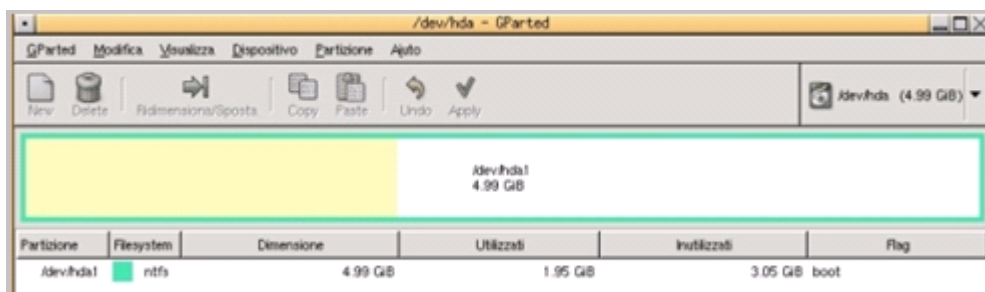 /dev/hda - GParted
GParted Modifica Visualizza Dispositivo Partizione Aiuto
New Delete Ridimensiona/Sposta Copy Paste Undo Apply /dev/hda (4.99 GiB)
/dev/hda1
4.99 GiB
Partizione Filesystem Dimensione Utilizzati Inutilizzati Flag
/dev/hda1 ntfs 4.99 GiB 1.95 GiB 3.05 GiB boot